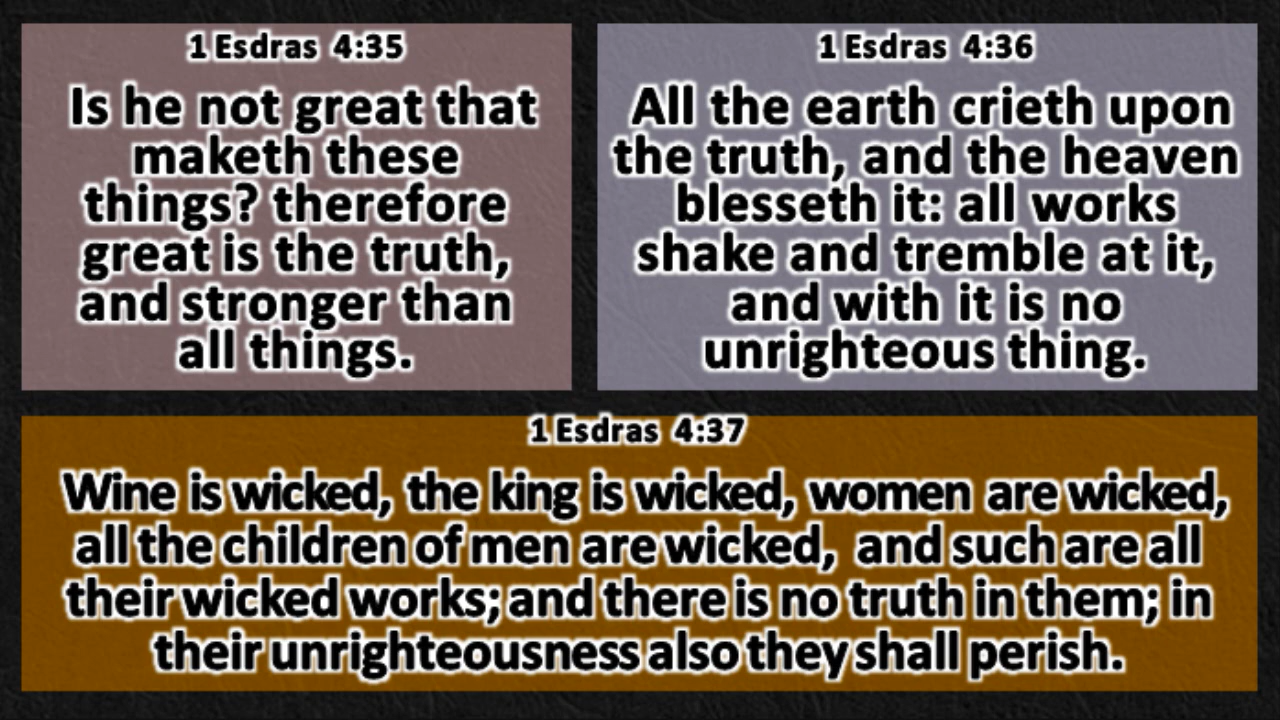 1 Esdras 4:35
Is he not great that
maketh these
things? therefore
great is the truth,
and stronger than
all things.
1 Esdras 4:36
All the earth crieth upon
the truth, and the heaven
blesseth it: all works
shake and tremble at it,
and with it is no
unrighteous thing.
1 Esdras 4:37
Wine is wicked, the king is wicked, women are wicked,
all the children of men are wicked, and such are all
their wicked works; and there is no truth in them; in
their unrighteousness also they shall perish.